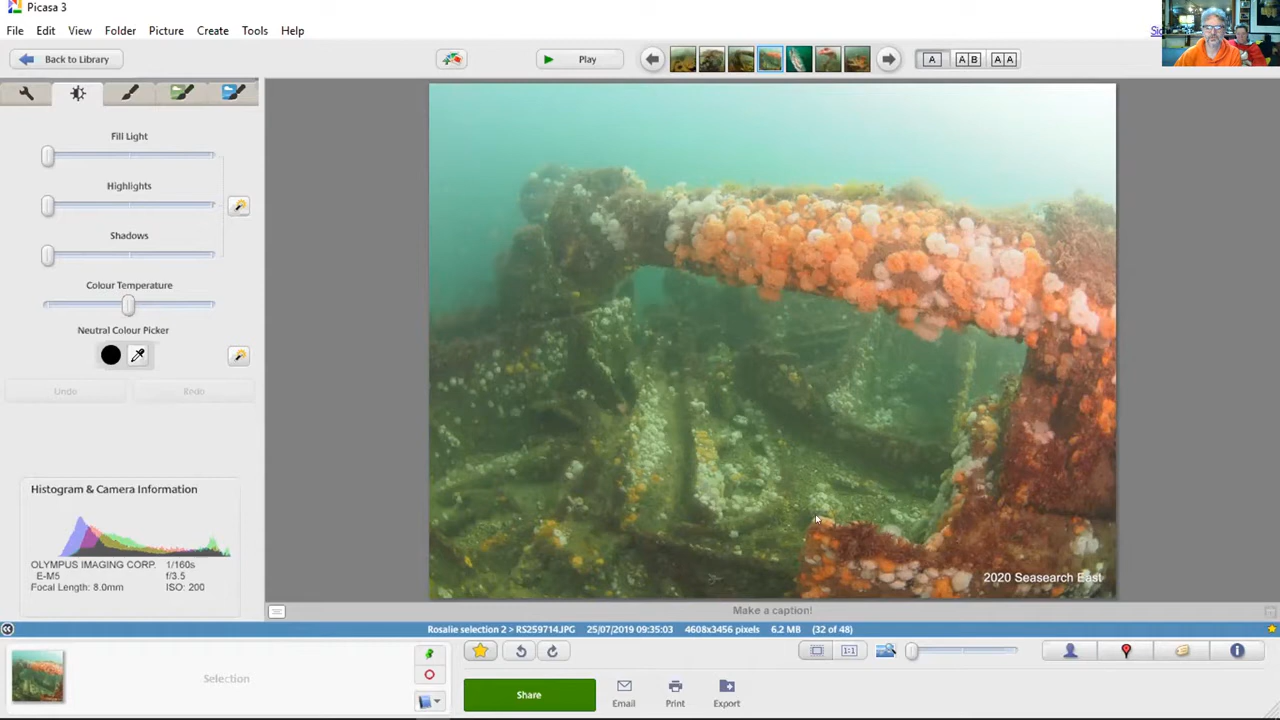 Picasa 3
File Edit View Folder Picture Create Tools Help
Back to Library
Play
A
A B
A A
Fill Light
Highlights
Shadows
Colour Temperature
Neutral Colour Picker
Undo
Redo
Histogram & Camera Information
OLYMPUS IMAGING CORP. 1/160s
E-M5 f/3.5
Focal Length: 8.0mm ISO: 200
2020 Seasearch East
Make a caption!
Rosalie selection 2 > RS259714.JPG 25/07/2019 09:35:03 4608x3456 pixels 6.2 MB (32 of 48)
1:1
Selection
Share
Email
Print
Export